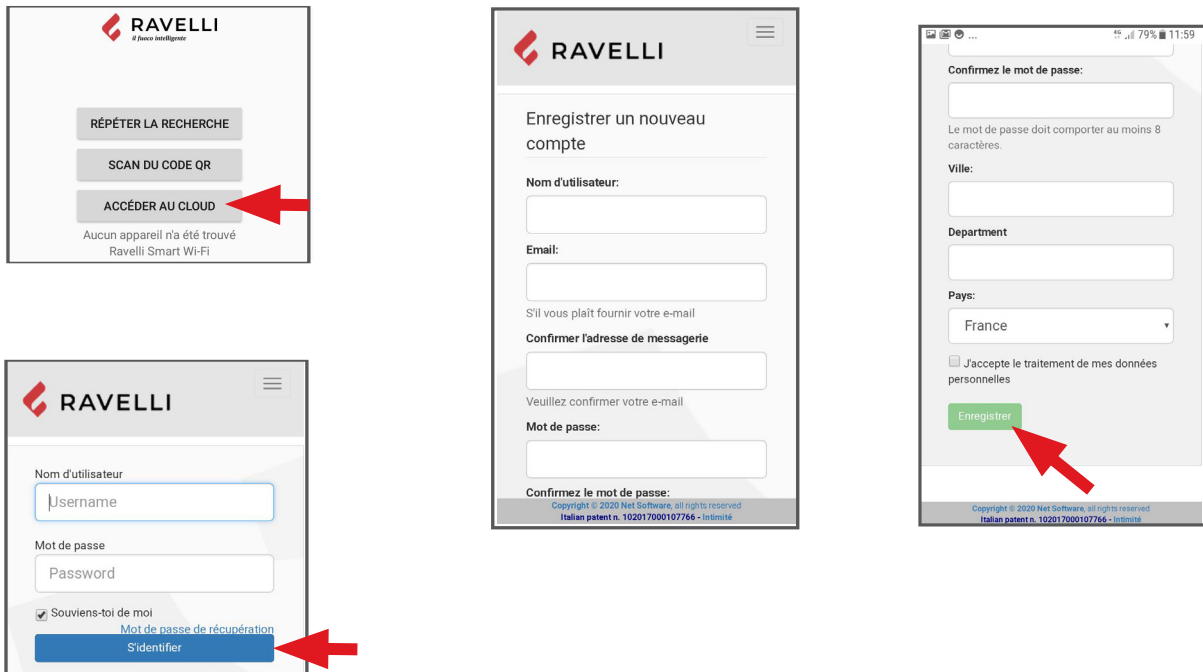 RAVELLI
il fuoco intelligente
RÉPÉTER LA RECHERCHE
SCAN DU CODE QR
ACCÉDER AU CLOUD
Aucun appareil n'a été trouvé
Ravelli Smart Wi-Fi
RAVELLI
Nom d'utilisateur
Username
Mot de passe
Password
Souviens-toi de moi
Mot de passe de récupération
S'identifier
RAVELLI
Enregistrer un nouveau
compte
Nom d'utilisateur:
Email:
S'il vous plaît fournir votre e-mail
Confirmer l'adresse de messagerie
Veuillez confirmer votre e-mail
Mot de passe:
Confirmez le mot de passe:
Copyright © 2020 Net Software, all rights reserved
Italian patent n. 102017000107766 - Intimité
... 4G 79% 11:59
Confirmez le mot de passe:
Le mot de passe doit comporter au moins 8
caractères.
Ville:
Department
Pays:
France
J'accepte le traitement de mes données
personnelles
Enregistrer
Copyright © 2020 Net Software, all rights reserved
Italian patent n. 102017000107766 - Intimité